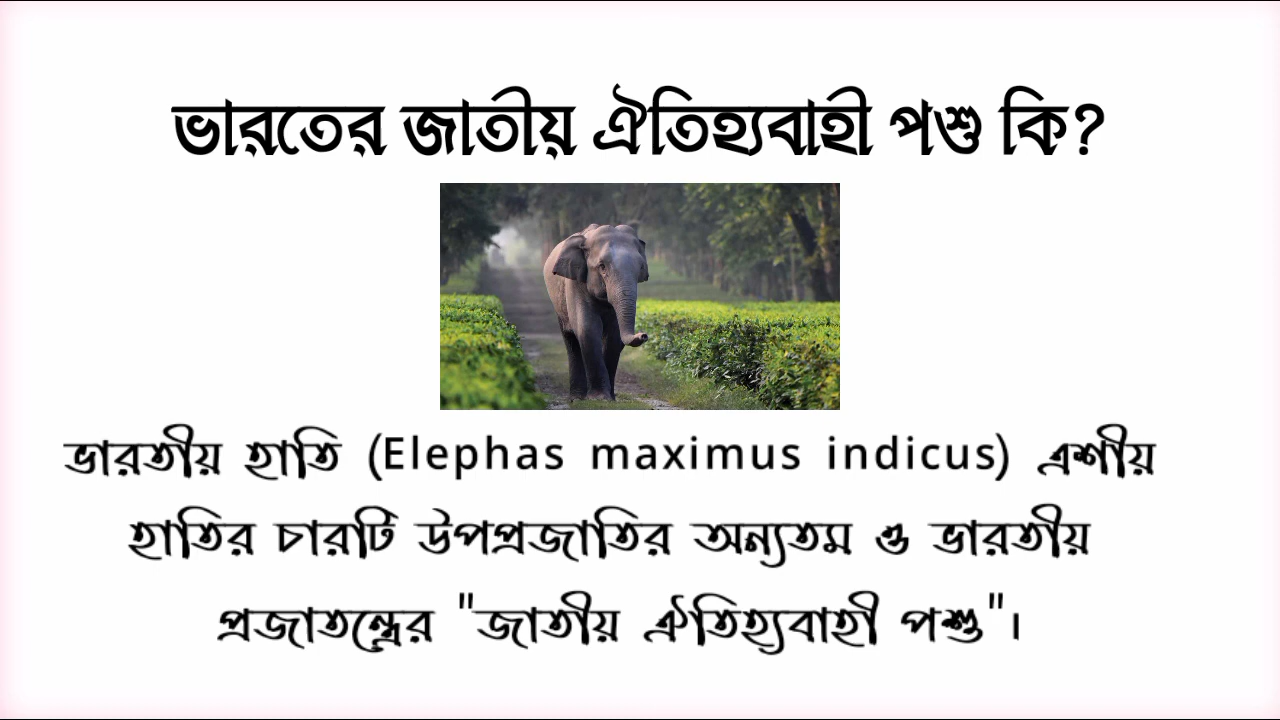 ভারতের জাতীয় ঐতিহ্যবাহী পশু কি?
ভারতীয় হাতি (Elephas maximus indicus) এশীয়
হাতির চারটি উপপ্রজাতির অন্যতম ও ভারতীয়
প্রজাতন্ত্রের "জাতীয় ঐতিহ্যবাহী পশু"।